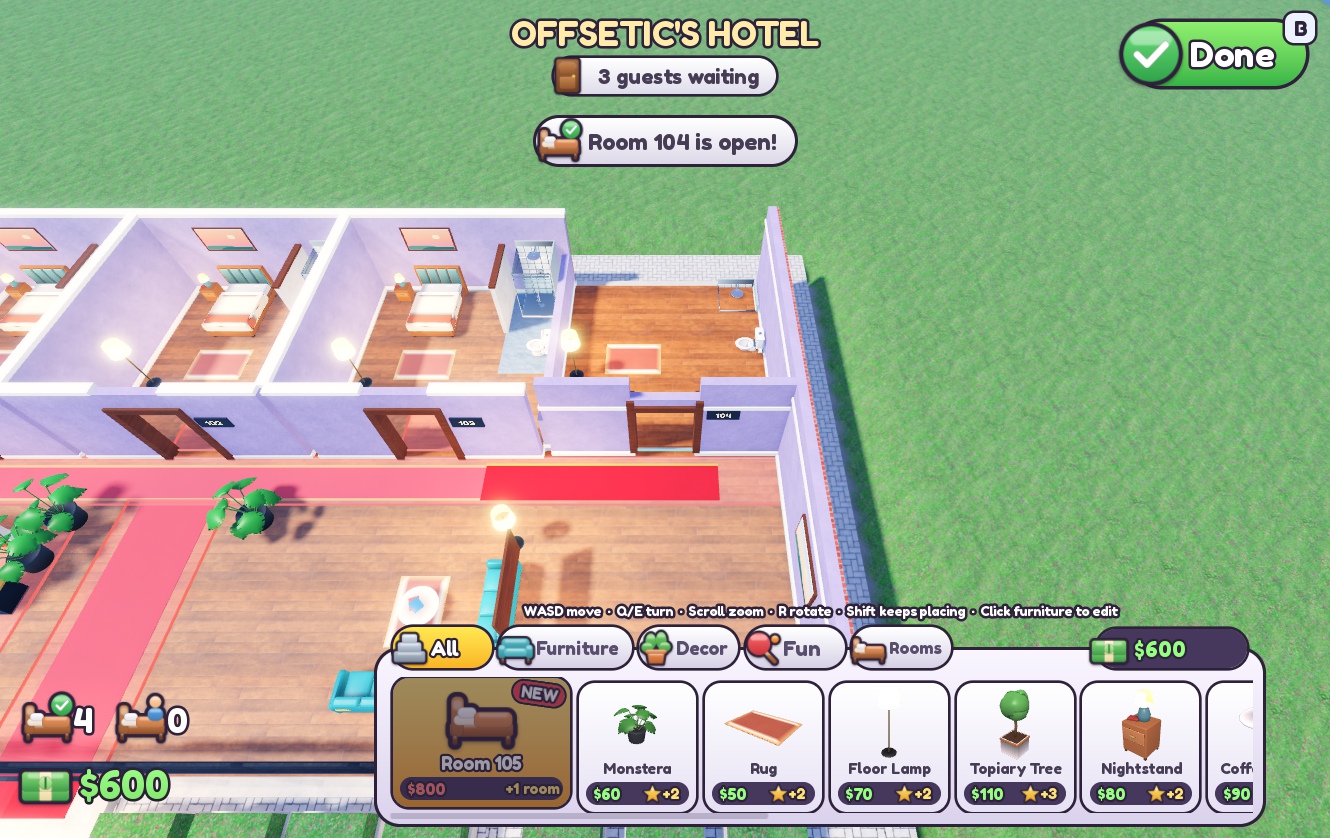 OFFSETIC'S HOTEL
B
Done
3 guests waiting
Room 104 is open!
102
103
104
WASD move • Q/E turn • Scroll zoom • R rotate • Shift keeps placing • Click furniture to edit
All
Furniture
Decor
Fun
Rooms
$600
NEW
Room 105
$800
+1 room
Monstera
$60
+2
Rug
$50
+2
Floor Lamp
$70
+2
Topiary Tree
$110
+3
Nightstand
$80
+2
$90
4
0
$600